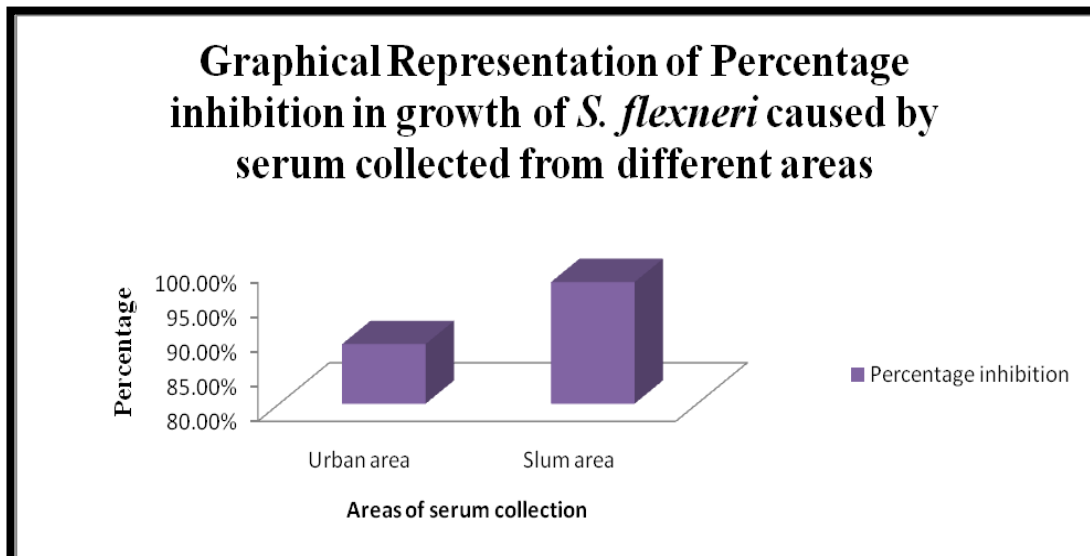 Graphical Representation of Percentage
inhibition in growth of S. flexneri caused by
serum collected from different areas
Percentage
100.00%
95.00%
90.00%
85.00%
80.00%
Urban area
Slum area
Areas of serum collection
Percentage inhibition